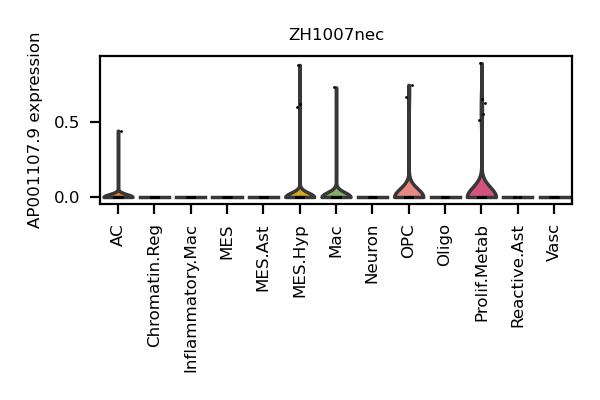 ZH1007nec
AP001107.9 expression
0.5
0.0
AC
Chromatin.Reg
Inflammatory.Mac
MES
MES.Ast
MES.Hyp
Mac
Neuron
OPC
Oligo
Prolif.Metab
Reactive.Ast
Vasc